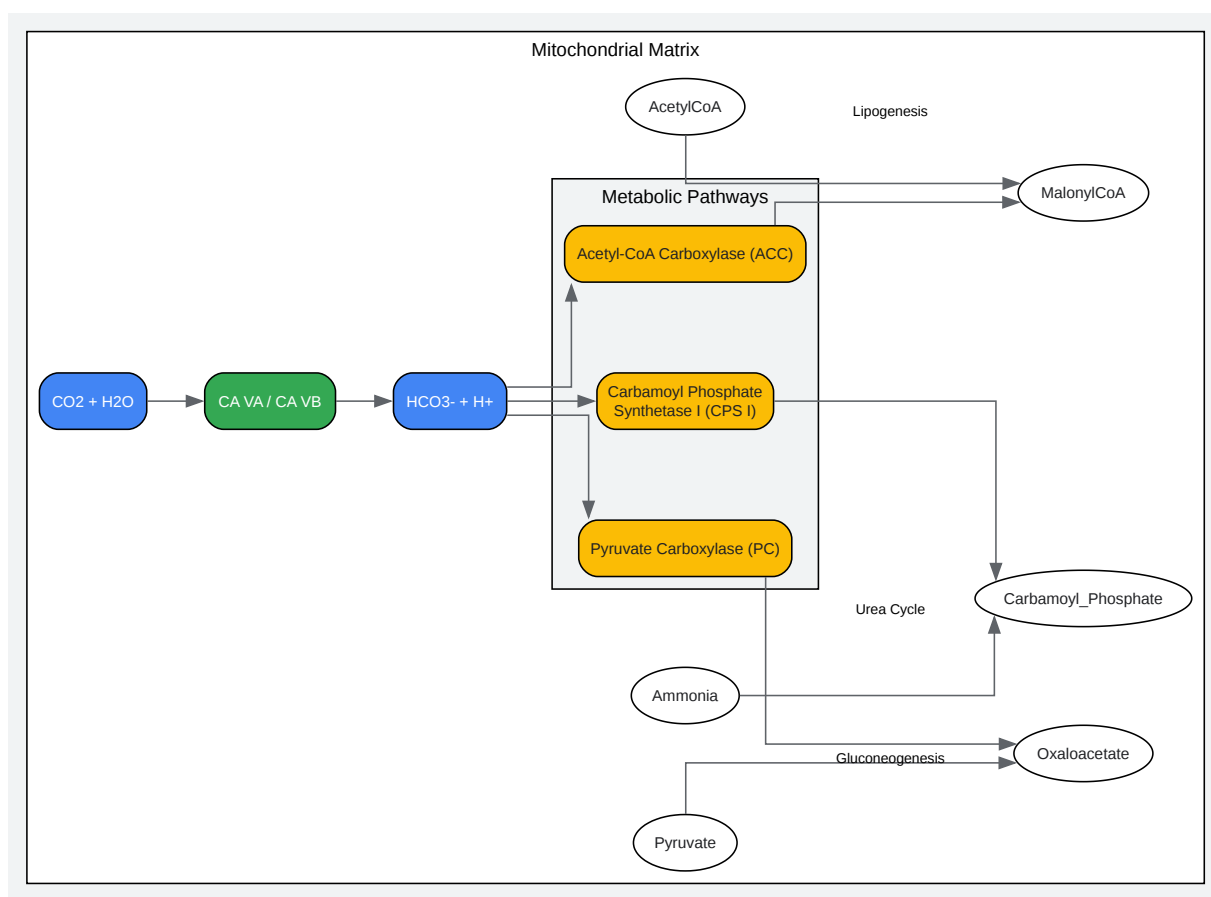 Mitochondrial Matrix
AcetylCoA
Lipogenesis
MalonylCoA
Metabolic Pathways
Acetyl-CoA Carboxylase (ACC)
CO2 + H2O
CA VA / CA VB
HCO3- + H+
Carbamoyl Phosphate
Synthetase I (CPS I)
Pyruvate Carboxylase (PC)
Carbamoyl_Phosphate
Urea Cycle
Ammonia
Oxaloacetate
Gluconeogenesis
Pyruvate